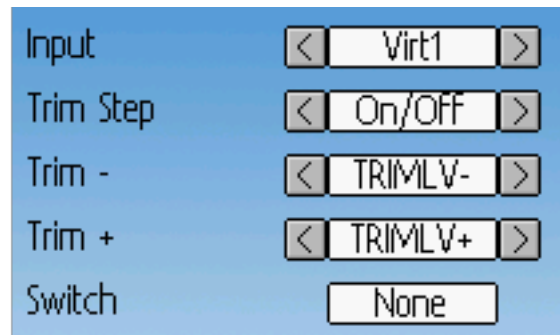 Input < Virt1 >
Trim Step < On/Off >
Trim - < TRIMLV- >
Trim + < TRIMLV+ >
Switch None